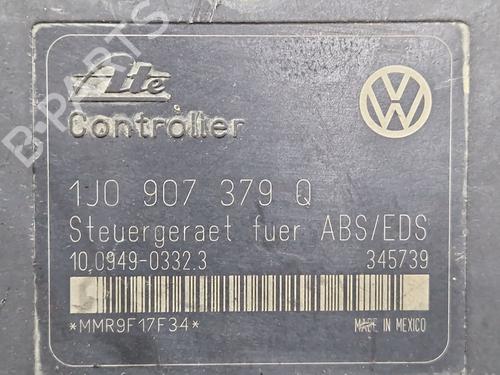 Ate
Controller
1J0 907 379 Q
Steuergeraet fuer ABS/EDS
10.0949-0332.3 345739
*MMR9F17F34*
MADE IN MEXICO
B-PARTS